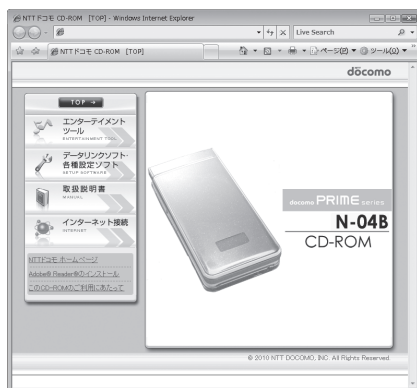 NTTドコモ CD-ROM [TOP] - Windows Internet Explorer
Live Search
NTTドコモ CD-ROM [TOP]
ページ(P) ツール(O)
döcomo
TOP →
エンターテイメント
ツール
ENTERTAINMENT TOOL
データリンクソフト・
各種設定ソフト
SETUP SOFTWARE
取扱説明書
MANUAL
インターネット接続
INTERNET
NTTドコモ ホームページ
Adobe® Reader®のインストール
このCD-ROMのご利用にあたって
docomo PRIME series
N-04B
CD-ROM
© 2010 NTT DOCOMO, INC. All Rights Reserved.